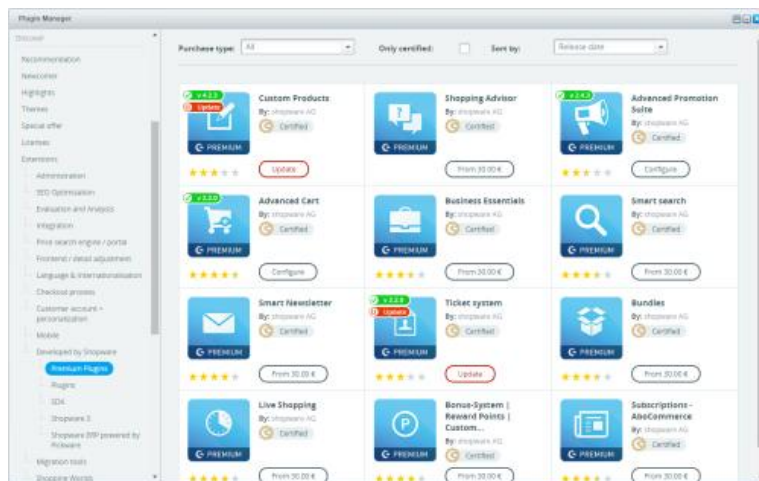 Plugin Manager
Discover
Recommendation
Newcomer
Highlights
Themes
Special offer
Licenses
Extensions
Administration
SEO Optimisation
Evaluation and Analysis
Integration
Price search engine / portal
Frontend / detail adjustment
Language & Internationalisation
Checkout process
Customer account +
personalization
Mobile
Developed by Shopware
Premium Plugins
Plugins
SDK
Shopware 5
Shopware ERP powered by
Pickware
Migration tools
Shopping Worlds
Purchase type: All Only certified: Sort by: Release date
v 4.2.3
Update
PREMIUM
Custom Products
By: shopware AG
Certified
Update
PREMIUM
Shopping Advisor
By: shopware AG
Certified
From 30.00 €
PREMIUM
Advanced Promotion
Suite
By: shopware AG
Certified
Configure
PREMIUM
Advanced Cart
By: shopware AG
Certified
Configure
PREMIUM
Business Essentials
By: shopware AG
Certified
From 30.00 €
PREMIUM
Smart search
By: shopware AG
Certified
From 30.00 €
PREMIUM
Smart Newsletter
By: shopware AG
Certified
From 30.00 €
v 2.2.0
Update
PREMIUM
Ticket system
By: shopware AG
Certified
Update
PREMIUM
Bundles
By: shopware AG
Certified
From 30.00 €
PREMIUM
Live Shopping
By: shopware AG
Certified
From 30.00 €
P
PREMIUM
Bonus-System |
Reward Points |
Custom...
By: shopware AG
Certified
From 30.00 €
PREMIUM
Subscriptions -
AboCommerce
By: shopware AG
Certified
From 30.00 €